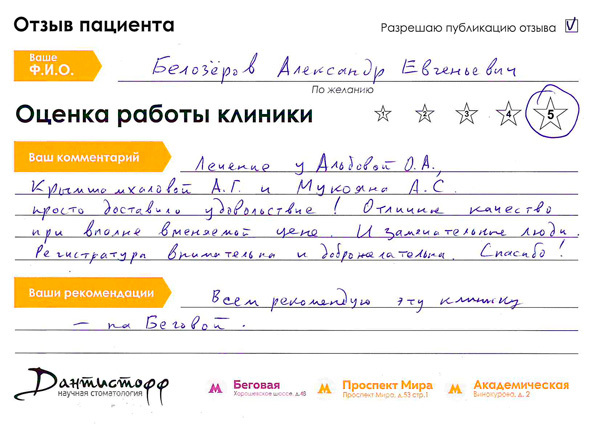 Отзыв пациента
Разрешаю публикацию отзыва
Ваше
Ф.И.О.
Белозёров Александр Евгеньевич
По желанию
Оценка работы клиники
1 2 3 4 5
Ваш комментарий
Лечение у Альбовой О.А.,
Крымшамхаловой А.Г. и Мукояна А.С.
просто доставило удовольствие! Отличное качество
при вполне вменяемой цене. И замечательные люди.
Регистратура внимательна и доброжелательна. Спасибо!
Ваши рекомендации
Всем рекомендую эту клинику
– на Беговой.
Дантистофф
научная стоматология
М Беговая
Хорошевское шоссе, д.48
М Проспект Мира
Проспект Мира, д.53 стр.1
М Академическая
Винокурова, д. 2